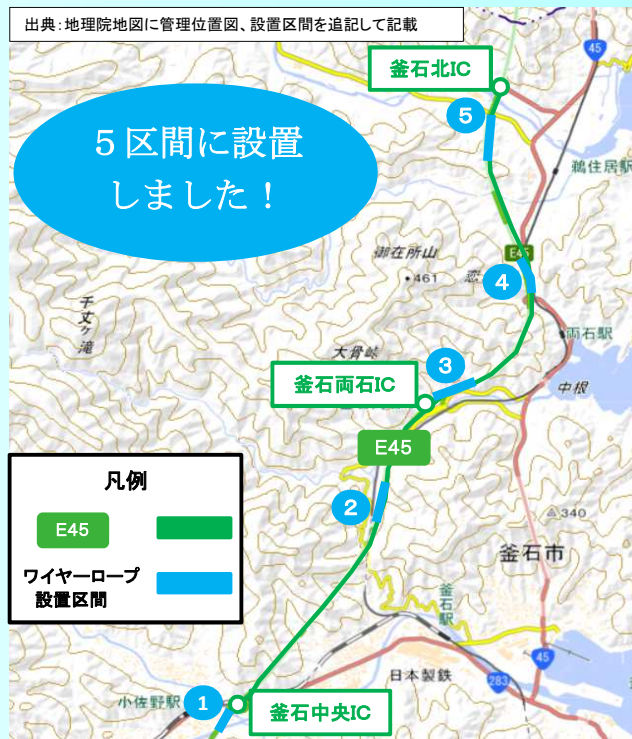 出典：地理院地図に管理位置図、設置区間を追記して記載
45
釜石北IC
5
５区間に設置
しました！
鵜住居駅
御在所山
E45
・461
恋
4
千丈ヶ滝
両石駅
大骨峠
3
釜石両石IC
中根
E45
凡例
2
340
E45
釜石市
ワイヤーロープ
設置区間
釜石駅
日本製鉄
45
283
小佐野駅
1
釜石中央IC